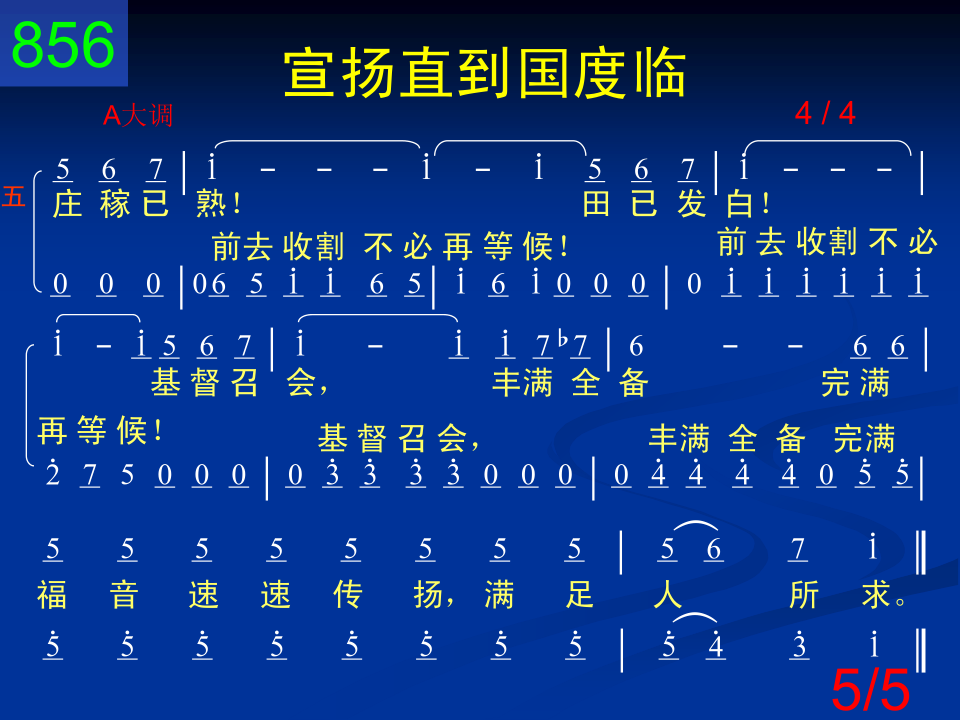 856
宣扬直到国度临
A大调 4 / 4
5 6 7 | i - - - i - i 5 6 7 | i - - - |
五
庄 稼 已 熟！ 田 已 发 白！
前去 收割 不 必 再 等 候！ 前 去 收割 不 必
0 0 0 | 0 6 5 i i 6 5 | i 6 i 0 0 0 | 0 i i i i i i
i - i 5 6 7 | i - i i 7 ♭7 | 6 - - 6 6 |
基 督 召 会， 丰满 全 备 完 满
再 等 候！ 基 督 召 会， 丰满 全 备 完满
2 7 5 0 0 0 | 0 3 3 3 3 0 0 0 | 0 4 4 4 4 0 5 5 |
5 5 5 5 5 5 5 5 | 5 6 7 i ‖
福 音 速 速 传 扬， 满 足 人 所 求。
5 5 5 5 5 5 5 5 | 5 4 3 i ‖
5/5